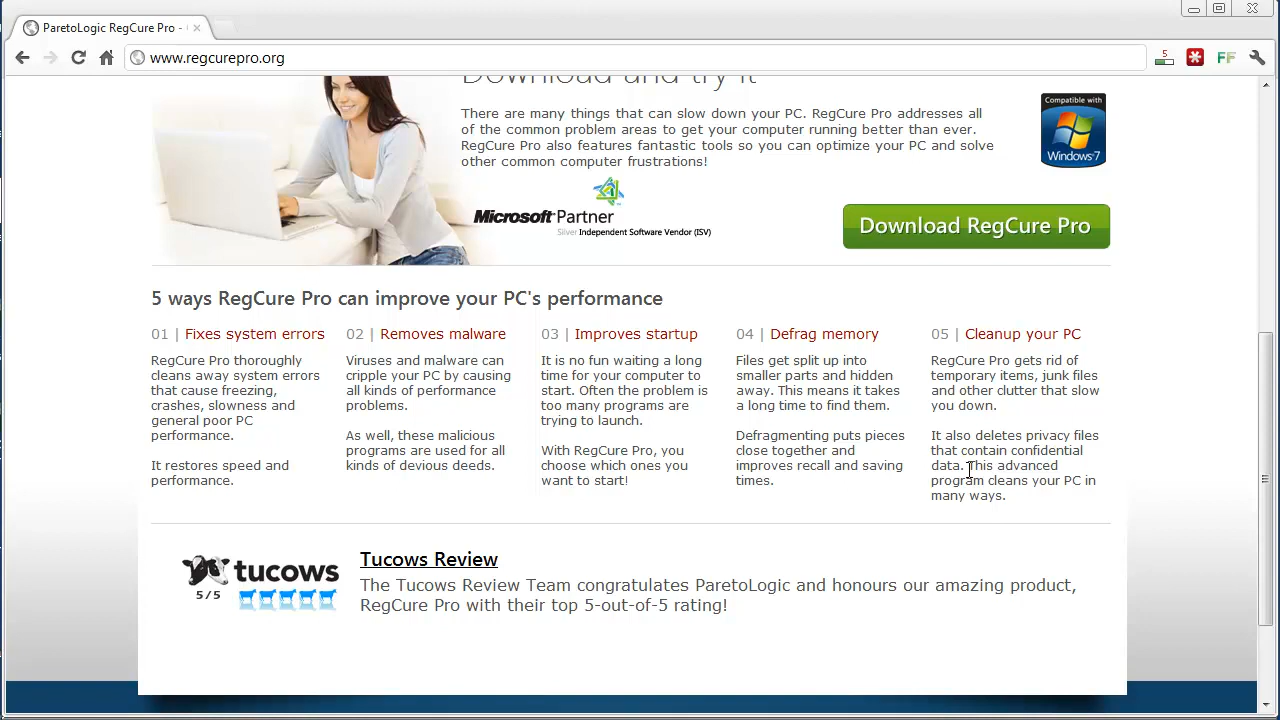 ParetoLogic RegCure Pro -
www.regcurepro.org
5
FF
Download and try it
There are many things that can slow down your PC. RegCure Pro addresses all
of the common problem areas to get your computer running better than ever.
RegCure Pro also features fantastic tools so you can optimize your PC and solve
other common computer frustrations!
Compatible with
Windows 7
Microsoft Partner
Silver Independent Software Vendor (ISV)
Download RegCure Pro
5 ways RegCure Pro can improve your PC's performance
01 | Fixes system errors
RegCure Pro thoroughly
cleans away system errors
that cause freezing,
crashes, slowness and
general poor PC
performance.
It restores speed and
performance.
02 | Removes malware
Viruses and malware can
cripple your PC by causing
all kinds of performance
problems.
As well, these malicious
programs are used for all
kinds of devious deeds.
03 | Improves startup
It is no fun waiting a long
time for your computer to
start. Often the problem is
too many programs are
trying to launch.
With RegCure Pro, you
choose which ones you
want to start!
04 | Defrag memory
Files get split up into
smaller parts and hidden
away. This means it takes
a long time to find them.
Defragmenting puts pieces
close together and
improves recall and saving
times.
05 | Cleanup your PC
RegCure Pro gets rid of
temporary items, junk files
and other clutter that slow
you down.
It also deletes privacy files
that contain confidential
data. This advanced
program cleans your PC in
many ways.
tucows
5/5
Tucows Review
The Tucows Review Team congratulates ParetoLogic and honours our amazing product,
RegCure Pro with their top 5-out-of-5 rating!